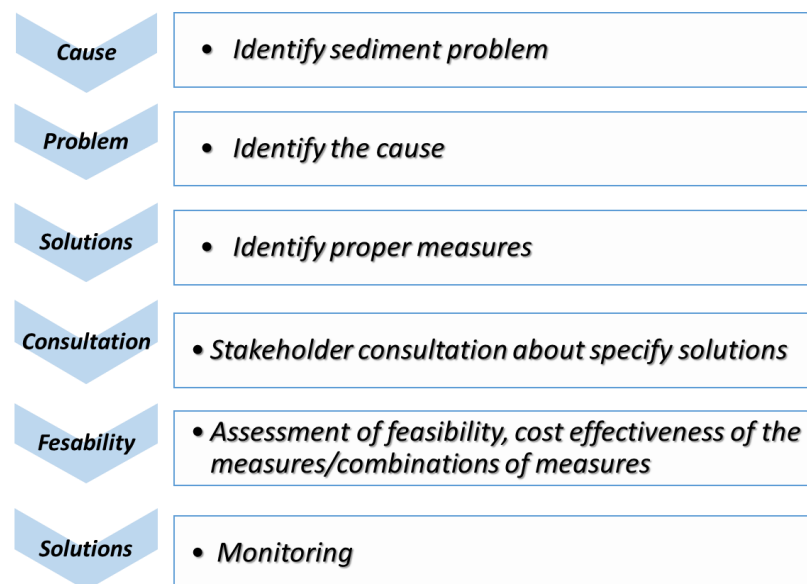 Cause
• Identify sediment problem
Problem
• Identify the cause
Solutions
• Identify proper measures
Consultation
• Stakeholder consultation about specify solutions
Fesability
• Assessment of feasibility, cost effectiveness of the
measures/combinations of measures
Solutions
• Monitoring